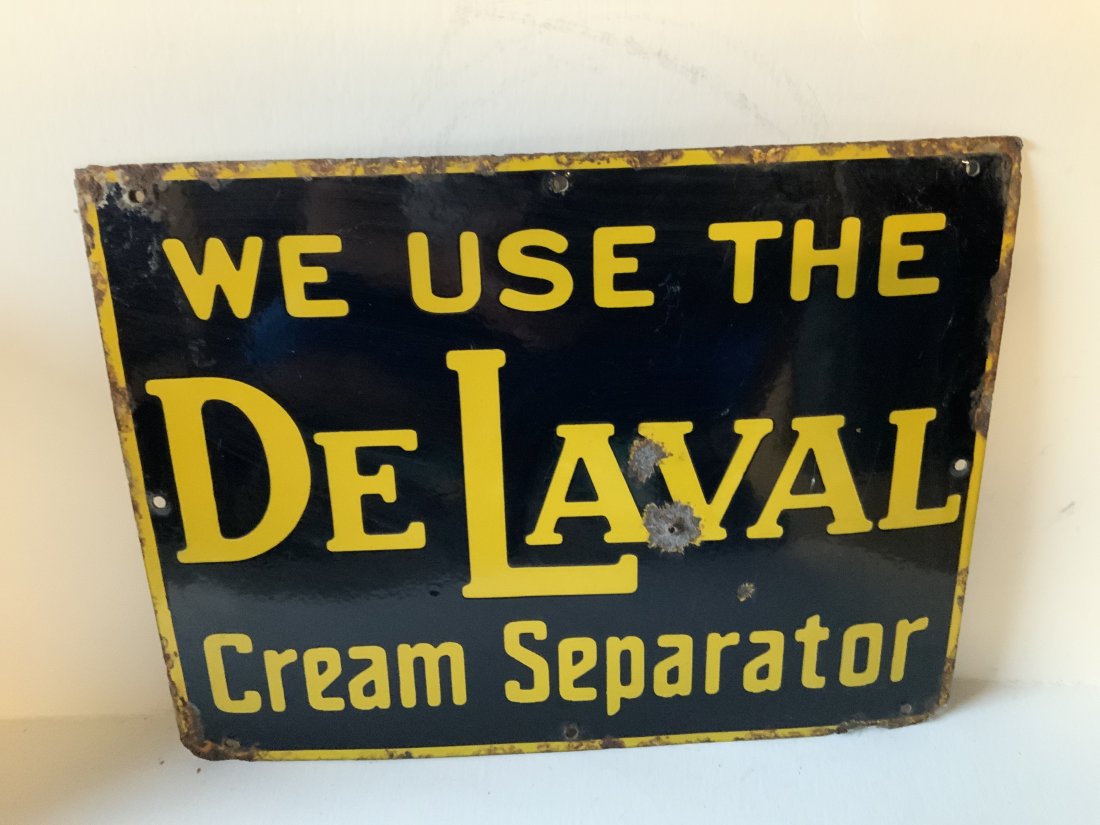 WE USE THE
DE LAVAL
Cream Separator